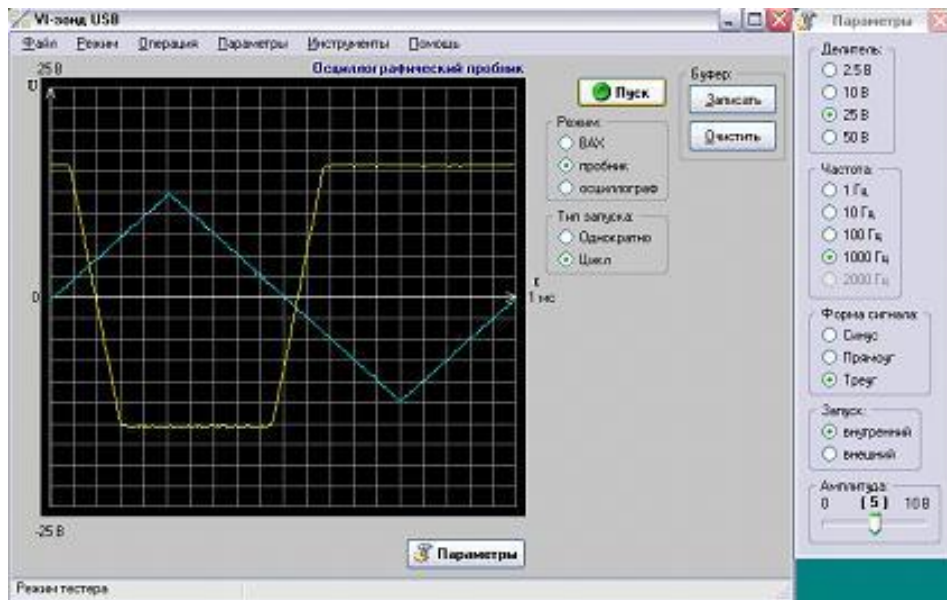 VI-зонд USB
Файл Режим Операция Параметры Инструменты Помощь
25 В
Осциллографический пробник
U
0
t
1 мс
-25 В
Пуск
Режим:
ВАХ
пробник
осциллограф
Тип запуска:
Однократно
Цикл
Буфер:
Записать
Очистить
Параметры
Режим тестера
Параметры
Делитель:
2.5 В
10 В
25 В
50 В
Частота:
1 Гц
10 Гц
100 Гц
1000 Гц
2000 Гц
Форма сигнала:
Синус
Прямоуг
Треуг
Запуск:
внутренний
внешний
Амплитуда:
0 ( 5 ) 10 В